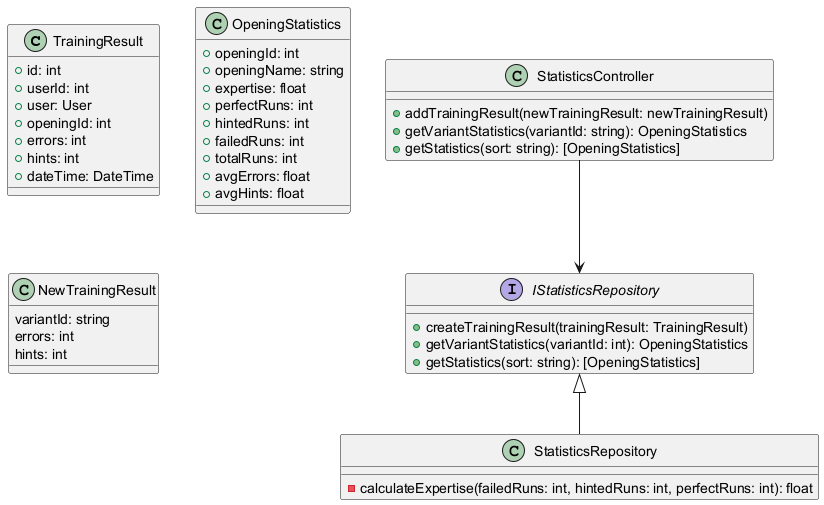 C TrainingResult
id: int
userId: int
user: User
openingId: int
errors: int
hints: int
dateTime: DateTime
C OpeningStatistics
openingId: int
openingName: string
expertise: float
perfectRuns: int
hintedRuns: int
failedRuns: int
totalRuns: int
avgErrors: float
avgHints: float
C StatisticsController
addTrainingResult(newTrainingResult: newTrainingResult)
getVariantStatistics(variantId: string): OpeningStatistics
getStatistics(sort: string): [OpeningStatistics]
C NewTrainingResult
variantId: string
errors: int
hints: int
I IStatisticsRepository
createTrainingResult(trainingResult: TrainingResult)
getVariantStatistics(variantId: int): OpeningStatistics
getStatistics(sort: string): [OpeningStatistics]
C StatisticsRepository
calculateExpertise(failedRuns: int, hintedRuns: int, perfectRuns: int): float